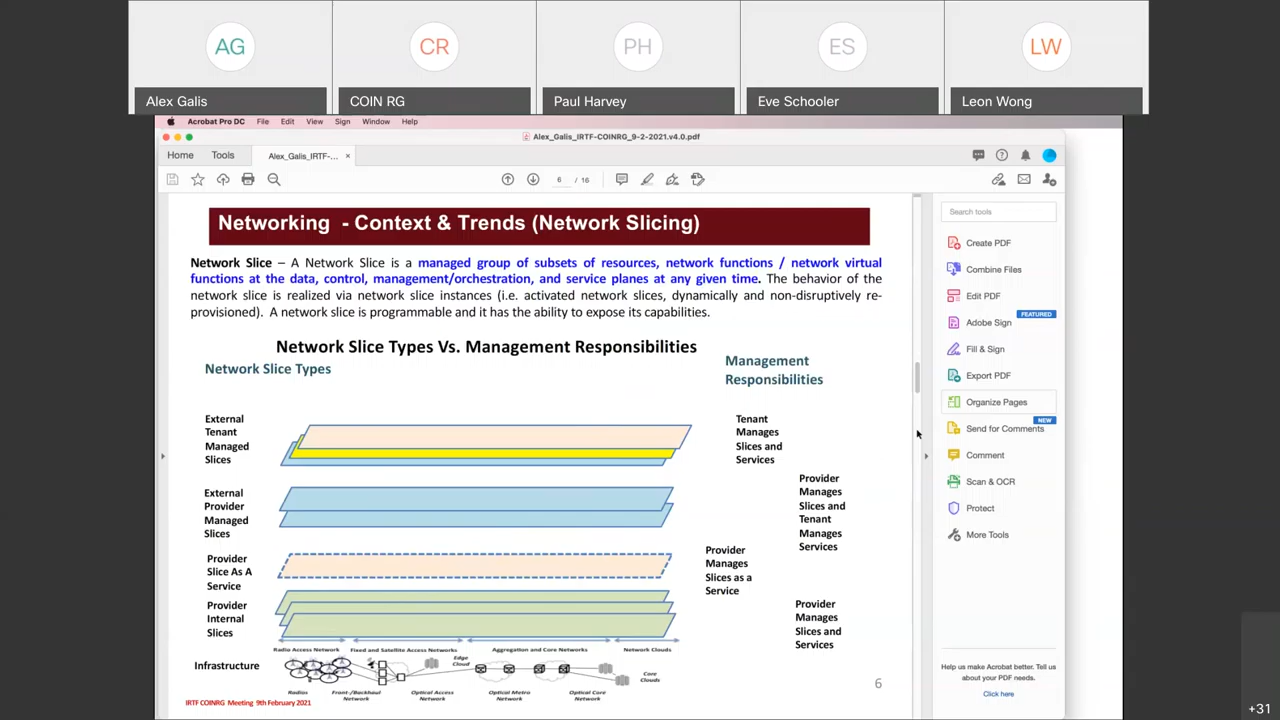 AG
CR
PH
ES
LW
Alex Galis
COIN RG
Paul Harvey
Eve Schooler
Leon Wong
Acrobat Pro DC File Edit View Sign Window Help
Alex_Galis_IRTF-COINRG_9-2-2021.v4.0.pdf
Home Tools Alex_Galis_IRTF-... ×
6 / 16
Networking - Context & Trends (Network Slicing)
Network Slice – A Network Slice is a managed group of subsets of resources, network functions / network virtual
functions at the data, control, management/orchestration, and service planes at any given time. The behavior of the
network slice is realized via network slice instances (i.e. activated network slices, dynamically and non-disruptively re-
provisioned). A network slice is programmable and it has the ability to expose its capabilities.
Network Slice Types Vs. Management Responsibilities
Network Slice Types
Management
Responsibilities
External
Tenant
Managed
Slices
Tenant
Manages
Slices and
Services
External
Provider
Managed
Slices
Provider
Manages
Slices and
Tenant
Manages
Services
Provider
Slice As A
Service
Provider
Manages
Slices as a
Service
Provider
Internal
Slices
Provider
Manages
Slices and
Services
Radio Access Network
Fixed and Satellite Access Networks
Aggregation and Core Networks
Network Clouds
Infrastructure
Edge
Cloud
Core
Clouds
Radios
Front-/Backhaul
Network
Optical Access
Network
Optical Metro
Network
Optical Core
Network
IRTF COINRG Meeting 9th February 2021
6
Search tools
Create PDF
Combine Files
Edit PDF
FEATURED
Adobe Sign
Fill & Sign
Export PDF
Organize Pages
NEW
Send for Comments
Comment
Scan & OCR
Protect
More Tools
Help us make Acrobat better. Tell us
about your PDF needs.
Click here
+31